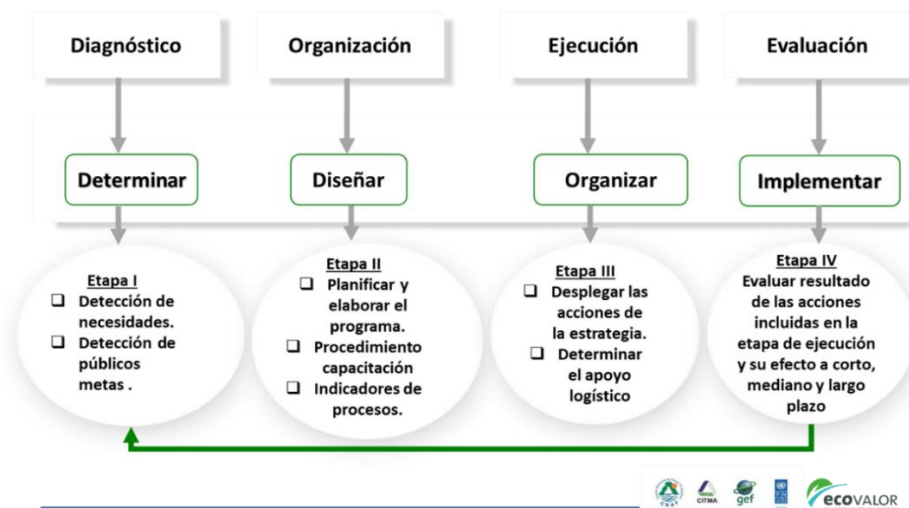 Diagnóstico
Organización
Ejecución
Evaluación
Determinar
Diseñar
Organizar
Implementar
Etapa I
❑ Detección de
necesidades.
❑ Detección de
públicos
metas .
Etapa II
❑ Planificar y
elaborar el
programa.
❑ Procedimiento
capacitación
❑ Indicadores de
procesos.
Etapa III
❑ Desplegar las
acciones de
la estrategia.
❑ Determinar
el apoyo
logístico
Etapa IV
Evaluar resultado
de las acciones
incluidas en la
etapa de ejecución
y su efecto a corto,
mediano y largo
plazo
CITMA
gef
ecoVALOR